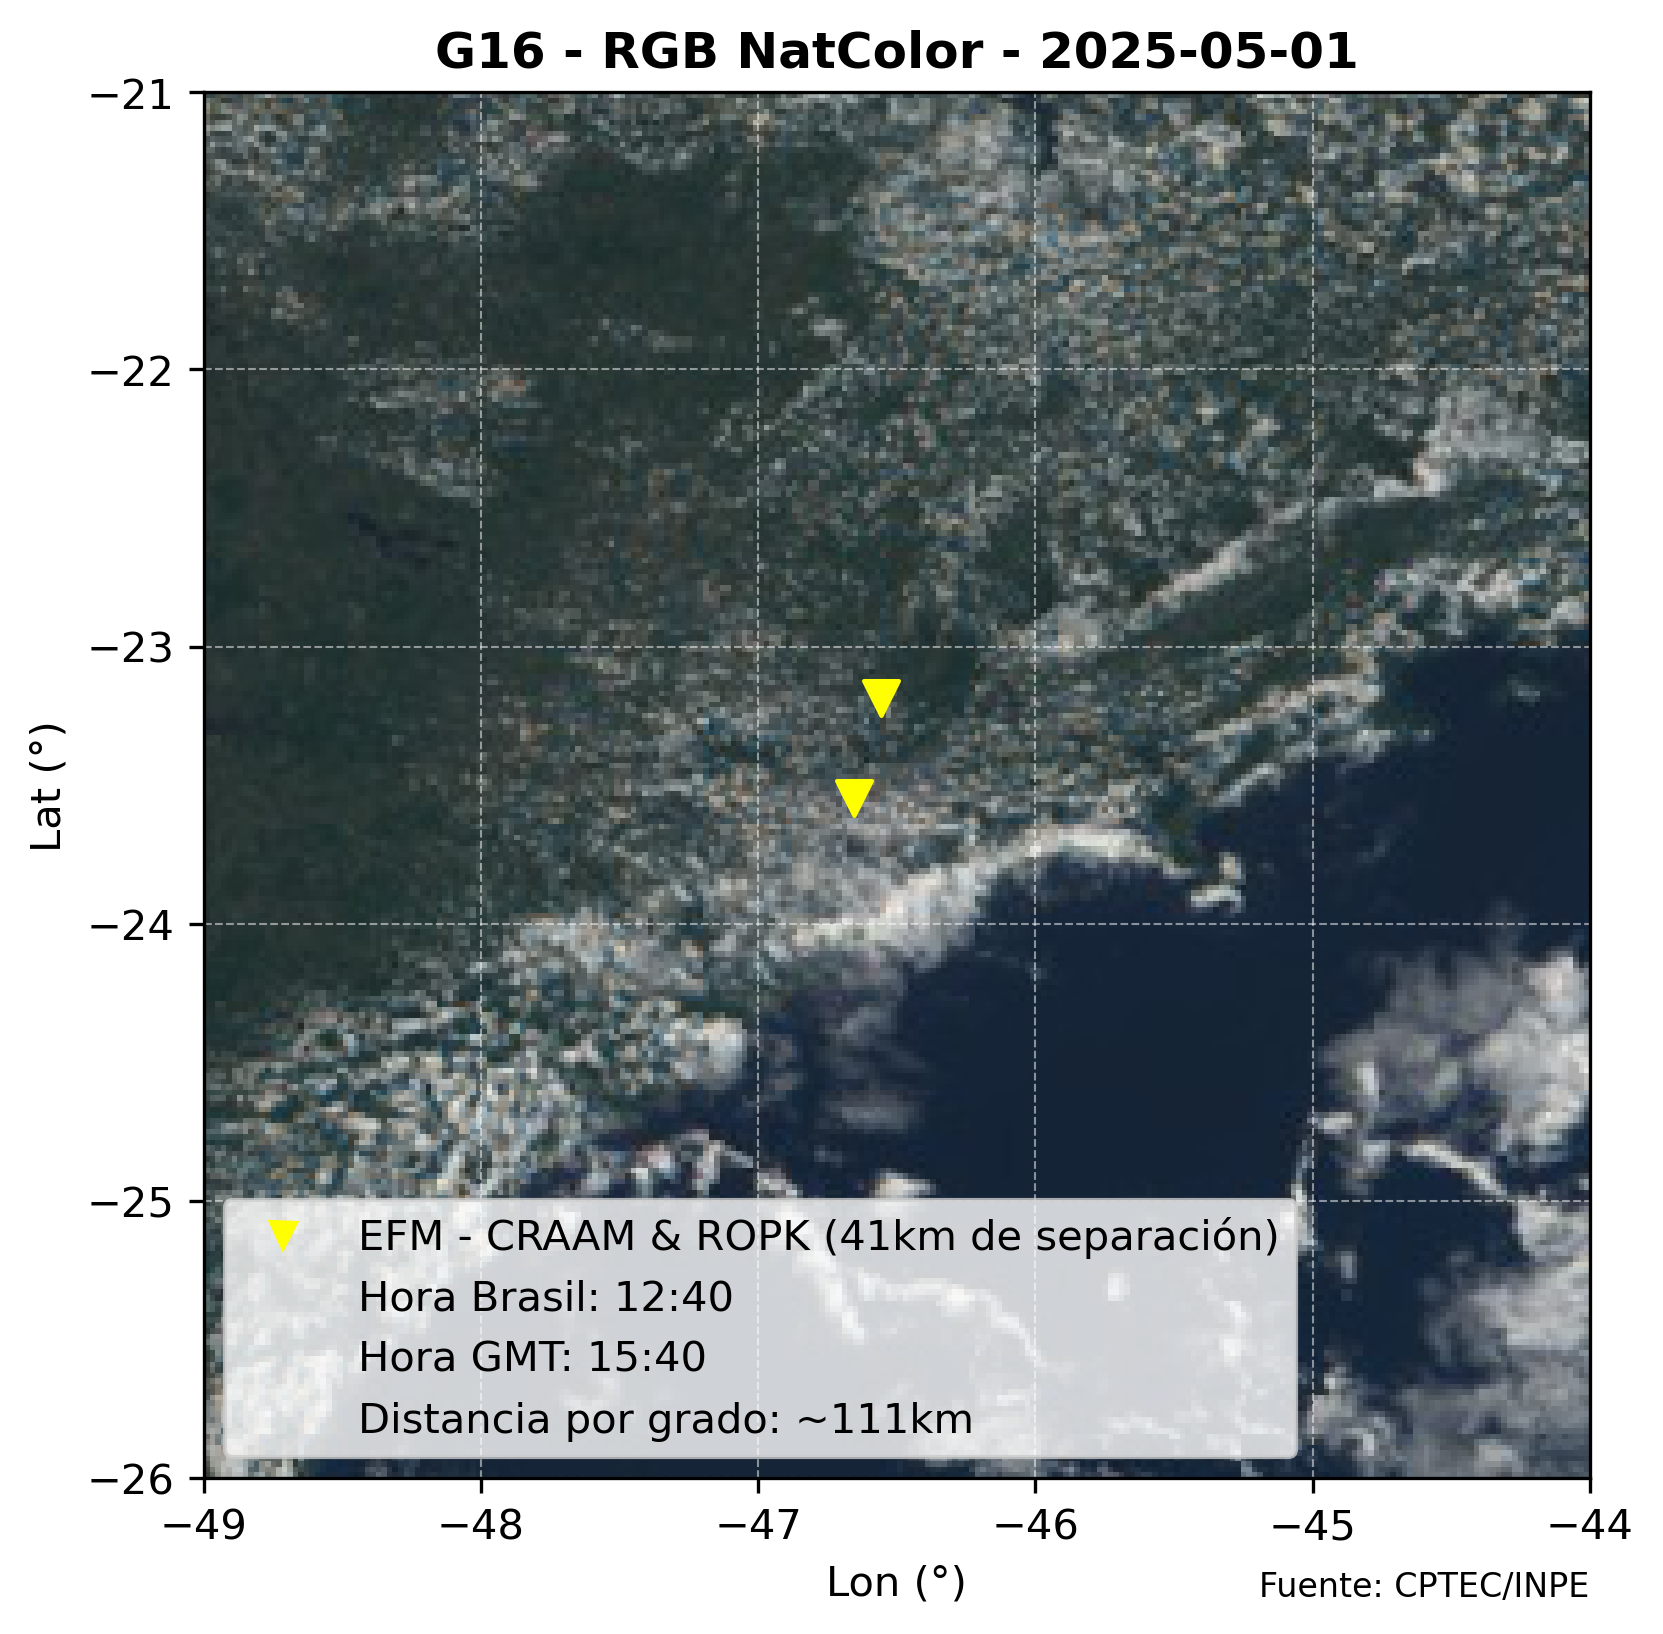 G16 - RGB NatColor - 2025-05-01
−21
−22
−23
−24
−25
−26
Lat (°)
EFM - CRAAM & ROPK (41km de separación)
Hora Brasil: 12:40
Hora GMT: 15:40
Distancia por grado: ~111km
−49 −48 −47 −46 −45 −44
Lon (°)
Fuente: CPTEC/INPE